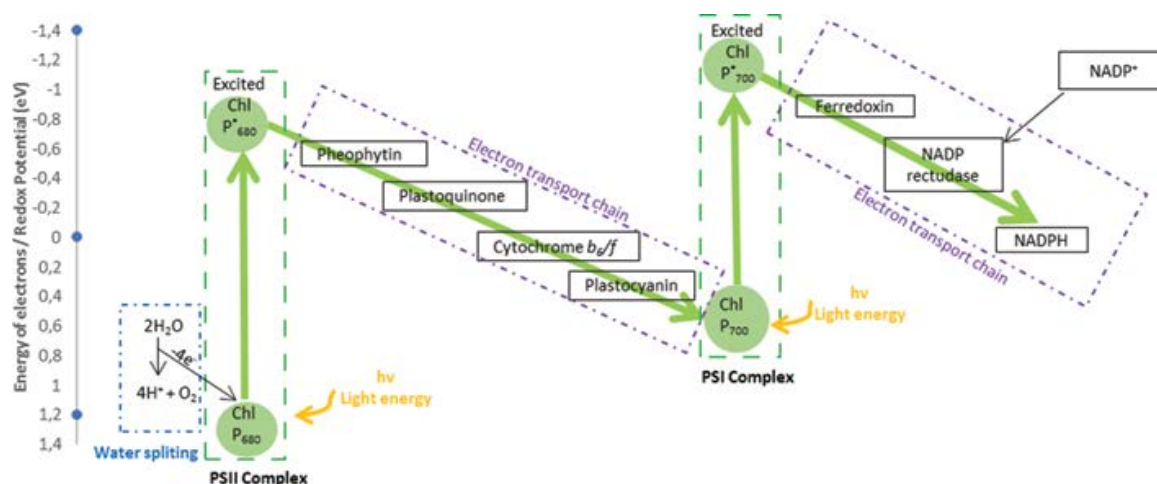 Energy of electrons / Redox Potential (eV)
-1,4
-1,2
-1
-0,8
-0,6
-0,4
-0,2
0
0,2
0,4
0,6
0,8
1
1,2
1,4
2H₂O
-4e
4H⁺ + O₂
Water spliting
Excited
Chl
P*₆₈₀
Chl
P₆₈₀
PSII Complex
hv
Light energy
Pheophytin
Plastoquinone
Cytochrome b₆/f
Plastocyanin
Electron transport chain
Excited
Chl
P*₇₀₀
Chl
P₇₀₀
PSI Complex
hv
Light energy
Ferredoxin
NADP
rectudase
NADPH
NADP⁺
Electron transport chain